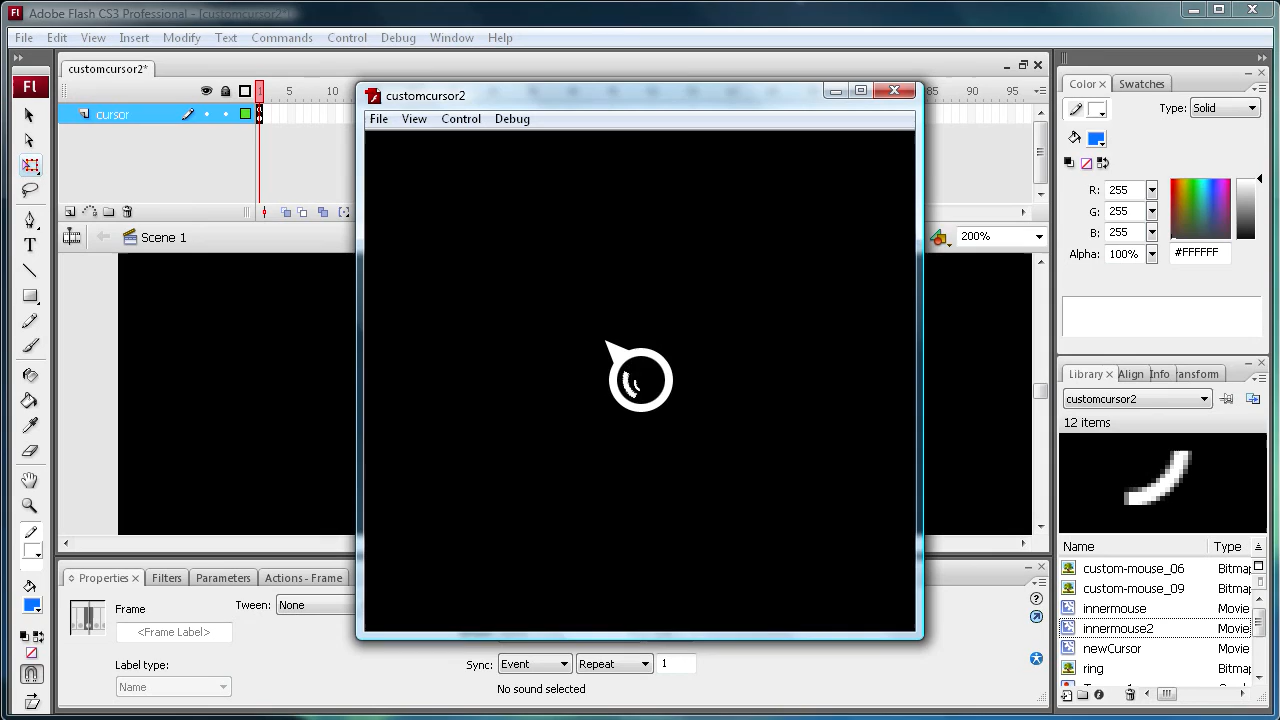 Adobe Flash CS3 Professional - [customcursor2*]
File Edit View Insert Modify Text Commands Control Debug Window Help
Fl
customcursor2*
1 5 10 85 90 95
cursor
Scene 1
200%
customcursor2
File View Control Debug
Color Swatches
Type: Solid
R: 255
G: 255
B: 255
Alpha: 100% #FFFFFF
Library Align Info
customcursor2
12 items
Name Type
custom-mouse_06 Bitmap
custom-mouse_09 Bitmap
innermouse Movie
innermouse2 Movie
newCursor Movie
ring Bitmap
Properties Filters Parameters Actions - Frame
Frame
<Frame Label>
Label type:
Name
Tween: None
Sync: Event Repeat 1
No sound selected